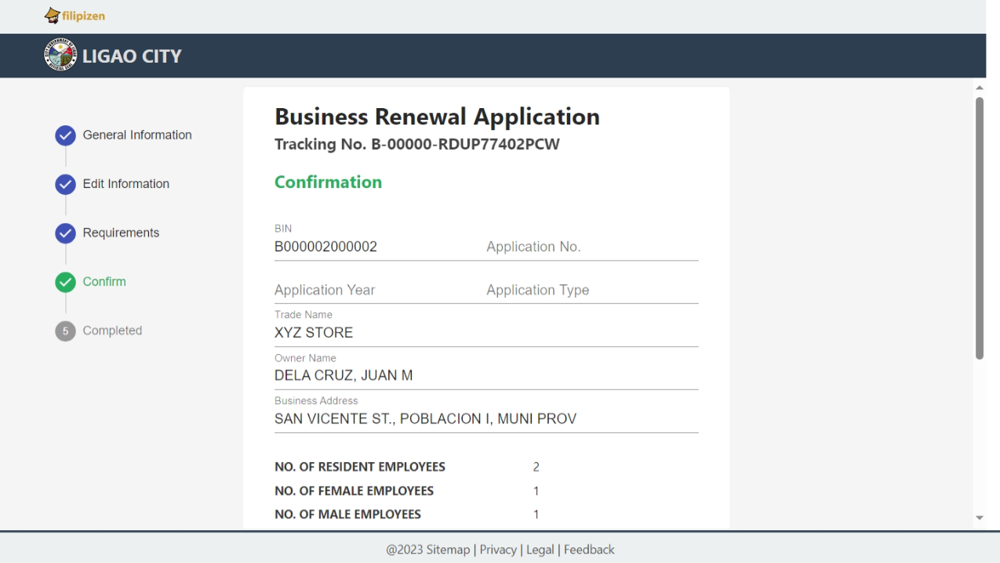 filipizen
LIGAO CITY
General Information
Edit Information
Requirements
Confirm
5 Completed
Business Renewal Application
Tracking No. B-00000-RDUP77402PCW
Confirmation
BIN
B000002000002 Application No.
Application Year Application Type
Trade Name
XYZ STORE
Owner Name
DELA CRUZ, JUAN M
Business Address
SAN VICENTE ST., POBLACION I, MUNI PROV
NO. OF RESIDENT EMPLOYEES 2
NO. OF FEMALE EMPLOYEES 1
NO. OF MALE EMPLOYEES 1
@2023 Sitemap | Privacy | Legal | Feedback